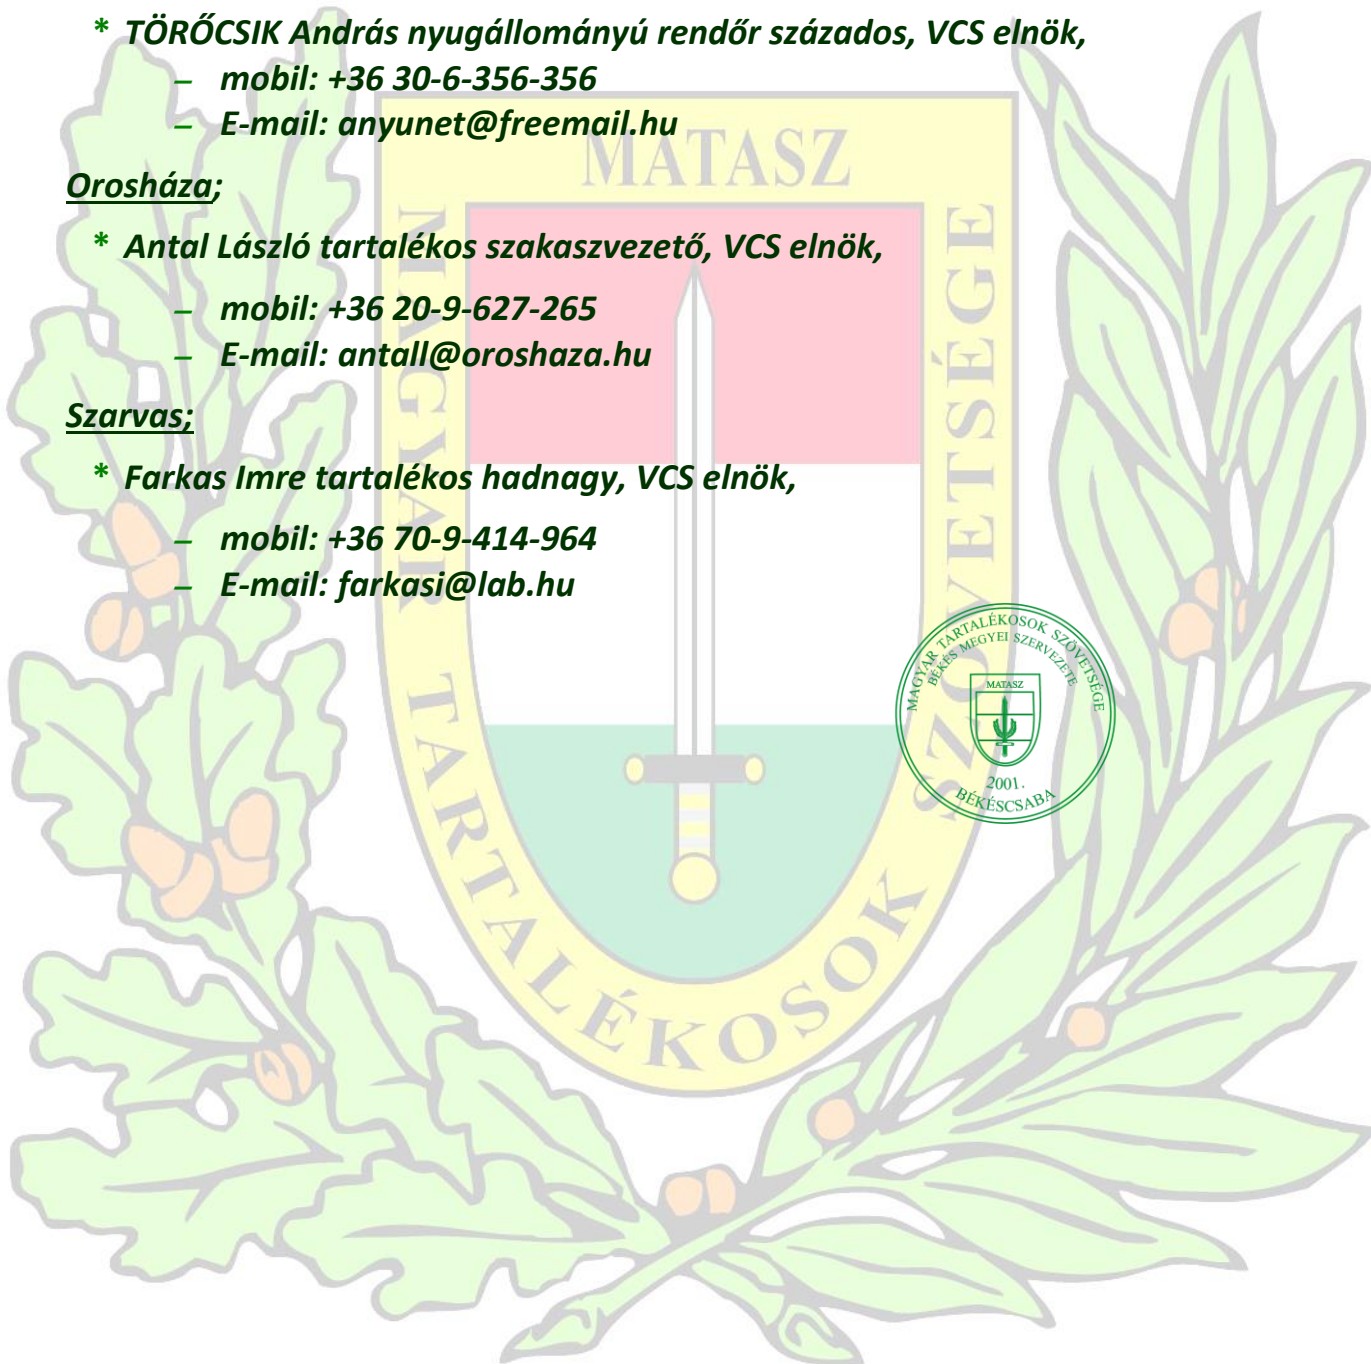 * TÖRŐCSIK András nyugállományú rendőr százados, VCS elnök,
– mobil: +36 30-6-356-356
– E-mail: anyunet@freemail.hu
Orosháza;
* Antal László tartalékos szakaszvezető, VCS elnök,
– mobil: +36 20-9-627-265
– E-mail: antall@oroshaza.hu
Szarvas;
* Farkas Imre tartalékos hadnagy, VCS elnök,
– mobil: +36 70-9-414-964
– E-mail: farkasi@lab.hu
MATASZ
MAGYAR TARTALÉKOSOK SZÖVETSÉGE
MAGYAR TARTALÉKOSOK SZÖVETSÉGE
BÉKÉS MEGYEI SZERVEZETE
MATASZ
2001.
BÉKÉSCSABA